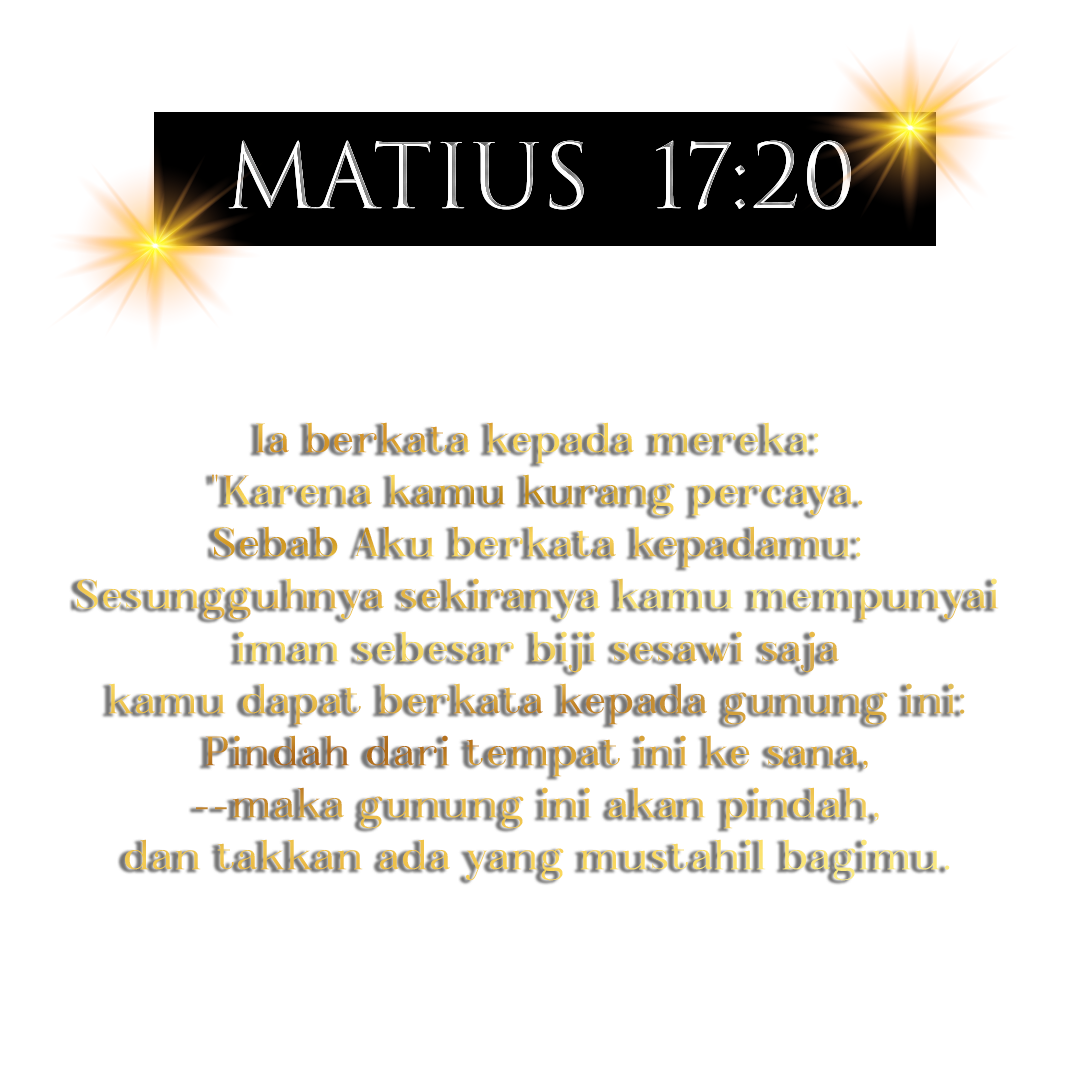 MATIUS 17:20
Ia berkata kepada mereka:
"Karena kamu kurang percaya.
Sebab Aku berkata kepadamu:
Sesungguhnya sekiranya kamu mempunyai
iman sebesar biji sesawi saja
kamu dapat berkata kepada gunung ini:
Pindah dari tempat ini ke sana,
--maka gunung ini akan pindah,
dan takkan ada yang mustahil bagimu.